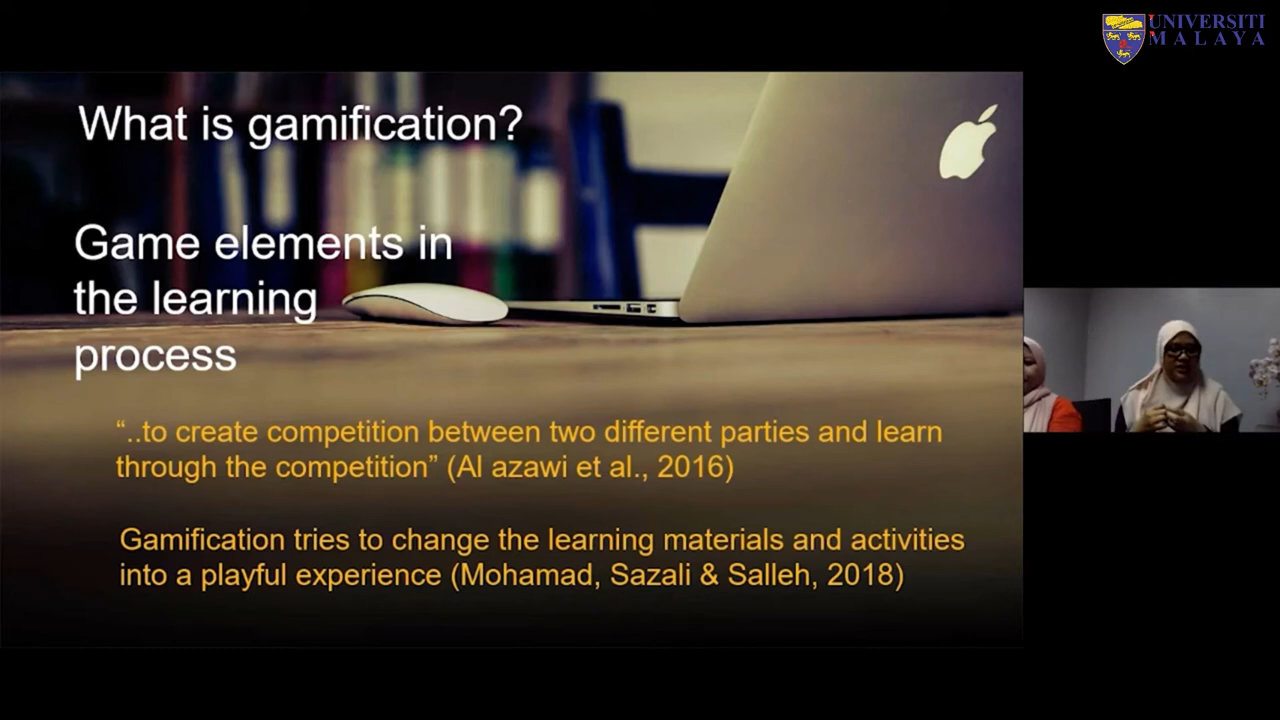 UNIVERSITI
MALAYA
What is gamification?
Game elements in
the learning
process
“..to create competition between two different parties and learn
through the competition” (Al azawi et al., 2016)
Gamification tries to change the learning materials and activities
into a playful experience (Mohamad, Sazali & Salleh, 2018)